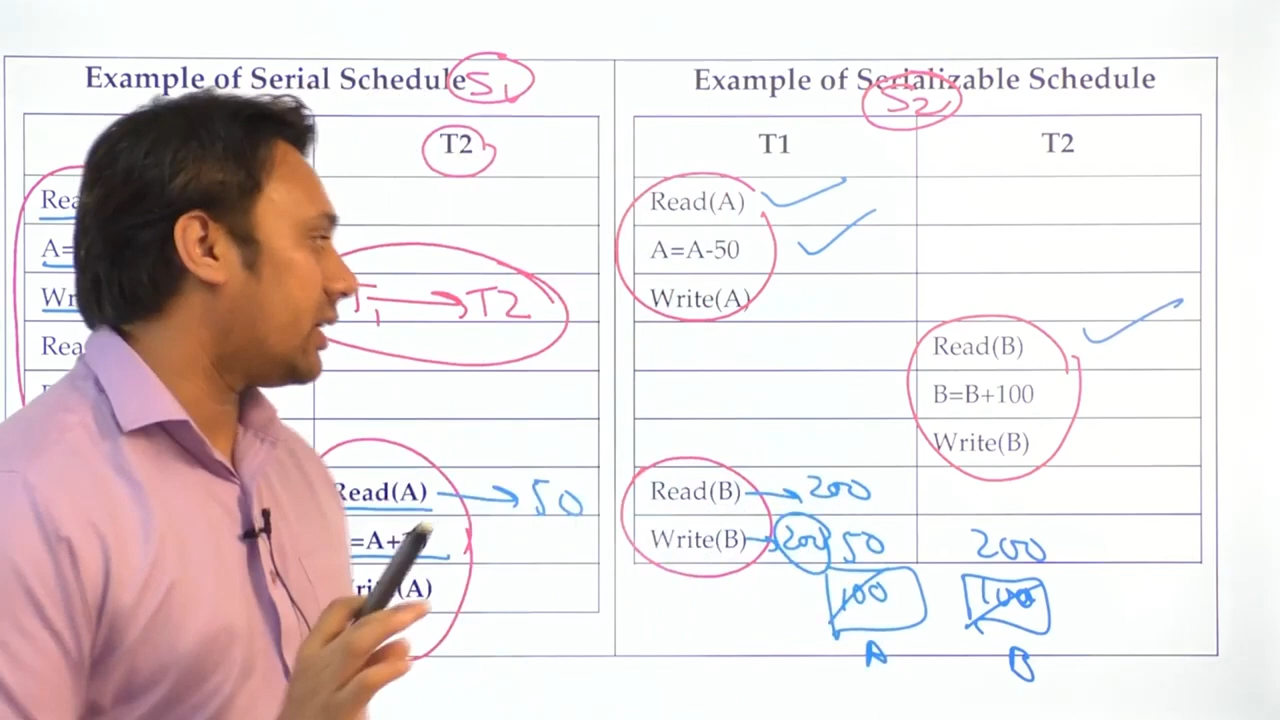 Example of Serial Schedule S1
T2
Rea
A=
Wr
T1 → T2
Rea
Read(A) → 50
=A+
(A)
Example of Serializable Schedule
S2
T1 T2
Read(A)
A=A-50
Write(A)
Read(B)
B=B+100
Write(B)
Read(B) → 200
Write(B) → 200 50 200
100 100
A B